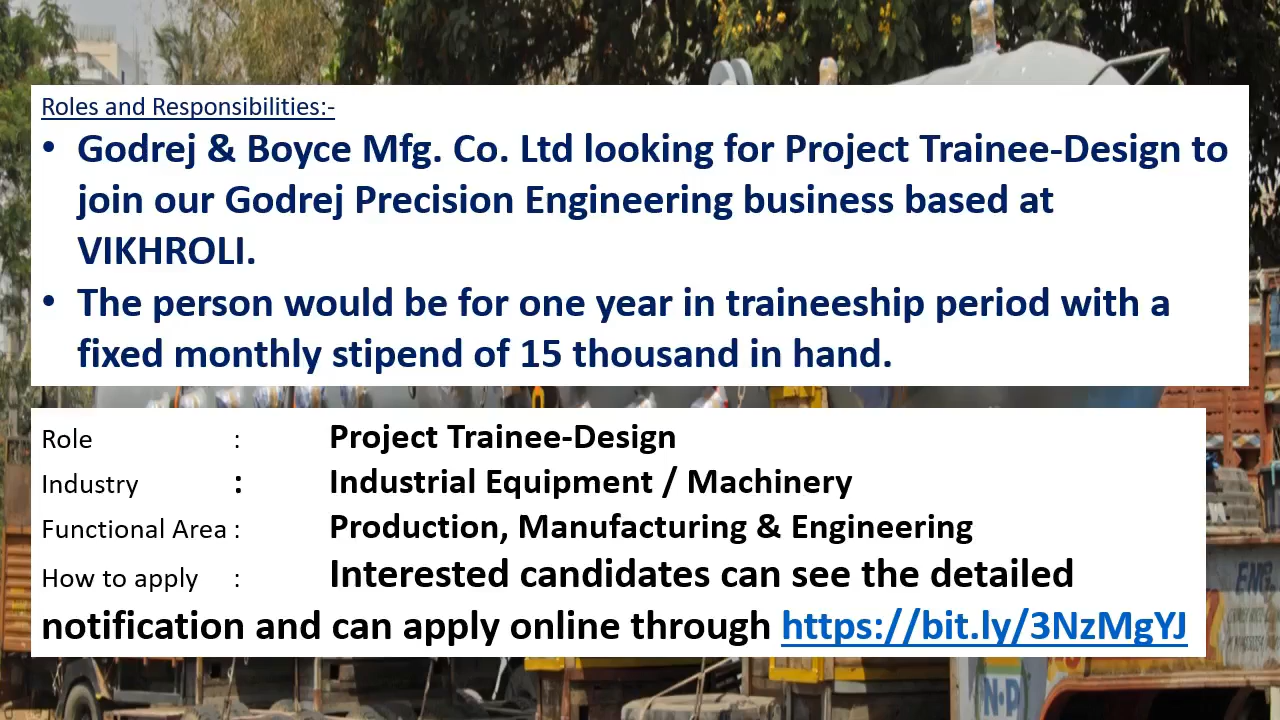 Roles and Responsibilities:-
• Godrej & Boyce Mfg. Co. Ltd looking for Project Trainee-Design to
join our Godrej Precision Engineering business based at
VIKHROLI.
• The person would be for one year in traineeship period with a
fixed monthly stipend of 15 thousand in hand.
Role : Project Trainee-Design
Industry : Industrial Equipment / Machinery
Functional Area : Production, Manufacturing & Engineering
How to apply : Interested candidates can see the detailed
notification and can apply online through https://bit.ly/3NzMgYJ
N.P